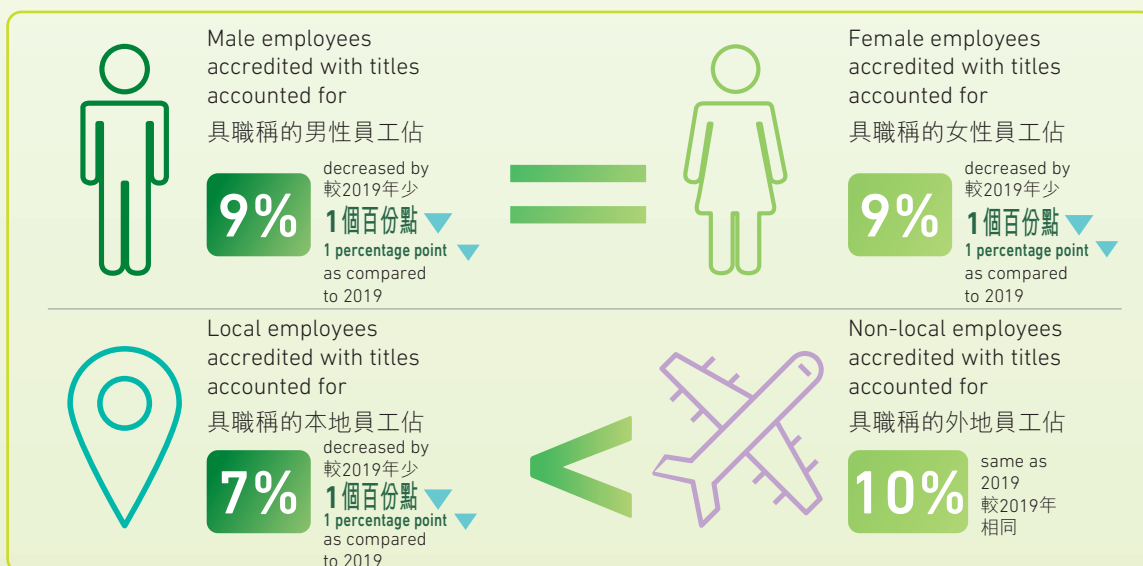 Male employees
accredited with titles
accounted for
具職稱的男性員工佔
9%
decreased by
較2019年少
1個百份點
1 percentage point
as compared
to 2019
=
Female employees
accredited with titles
accounted for
具職稱的女性員工佔
9%
decreased by
較2019年少
1個百份點
1 percentage point
as compared
to 2019
Local employees
accredited with titles
accounted for
具職稱的本地員工佔
7%
decreased by
較2019年少
1個百份點
1 percentage point
as compared
to 2019
<
Non-local employees
accredited with titles
accounted for
具職稱的外地員工佔
10%
same as
2019
較2019年
相同